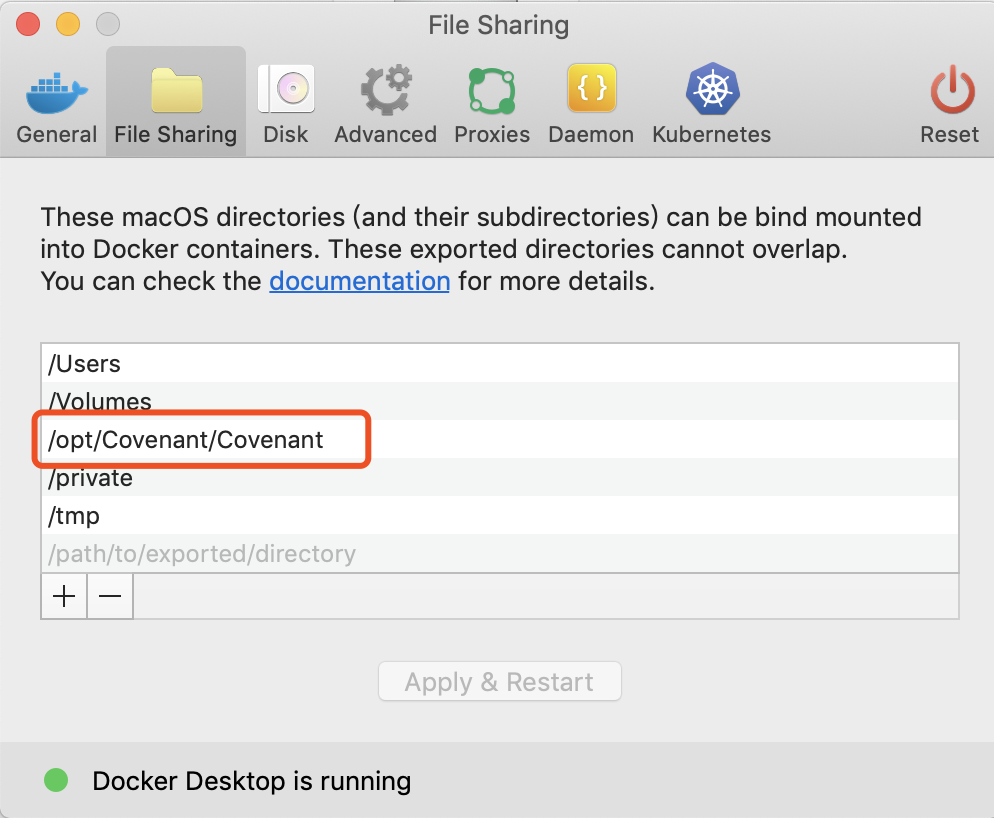 File Sharing
General
File Sharing
Disk
Advanced
Proxies
Daemon
Kubernetes
Reset
These macOS directories (and their subdirectories) can be bind mounted
into Docker containers. These exported directories cannot overlap.
You can check the documentation for more details.
/Users
/Volumes
/opt/Covenant/Covenant
/private
/tmp
/path/to/exported/directory
Apply & Restart
Docker Desktop is running